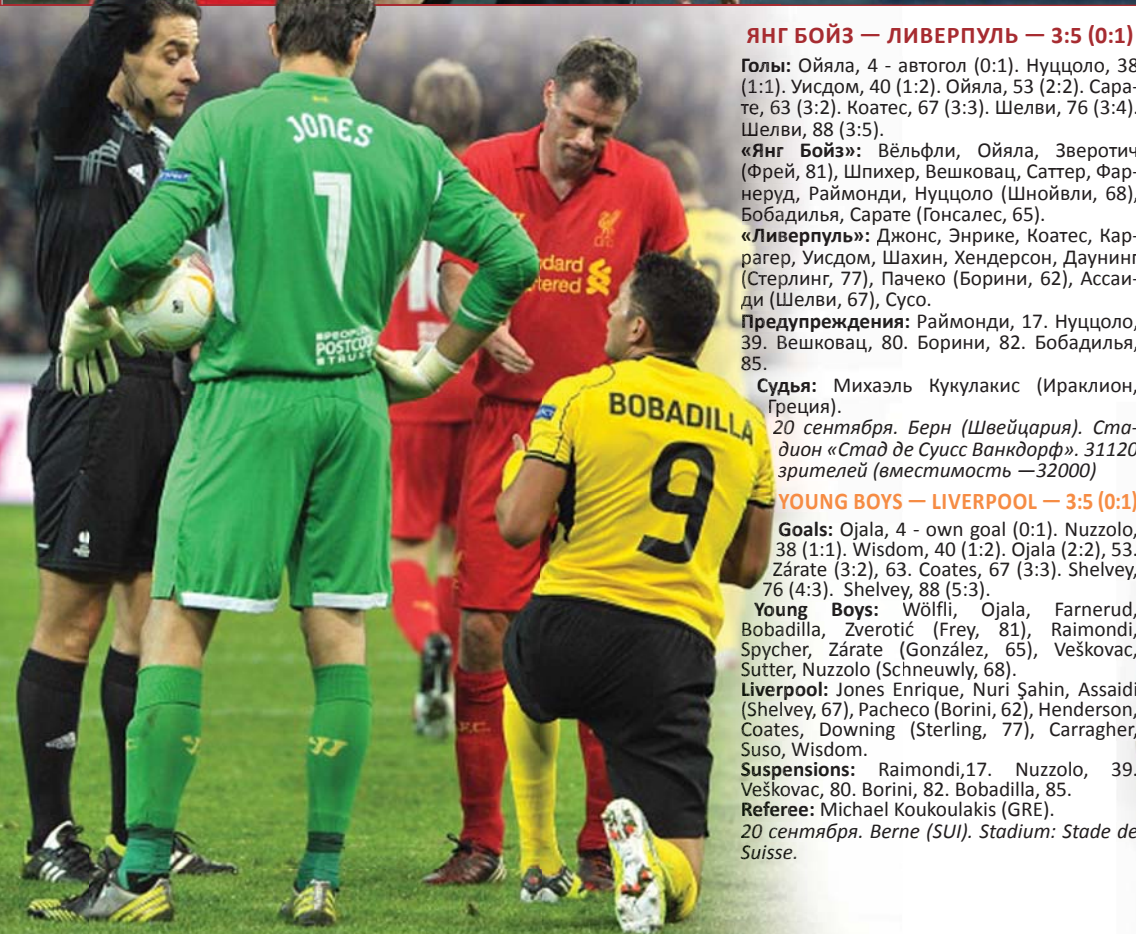 JONES
1
RESPECT
PEOPLE'S
POSTCODE
TRUST
dard
tered
F.C.
BOBADILLA
9
ЯНГ БОЙЗ — ЛИВЕРПУЛЬ — 3:5 (0:1)
Голы: Ойяла, 4 - автогол (0:1). Нуццоло, 38
(1:1). Уисдом, 40 (1:2). Ойяла, 53 (2:2). Сара-
те, 63 (3:2). Коатес, 67 (3:3). Шелви, 76 (3:4).
Шелви, 88 (3:5).
«Янг Бойз»: Вёльфли, Ойяла, Зверотич
(Фрей, 81), Шпихер, Вешковац, Саттер, Фар-
неруд, Раймонди, Нуццоло (Шнойвли, 68),
Бобадилья, Сарате (Гонсалес, 65).
«Ливерпуль»: Джонс, Энрике, Коатес, Кар-
рагер, Уисдом, Шахин, Хендерсон, Даунинг
(Стерлинг, 77), Пачеко (Борини, 62), Ассаи-
ди (Шелви, 67), Сусо.
Предупреждения: Раймонди, 17. Нуццоло,
39. Вешковац, 80. Борини, 82. Бобадилья,
85.
Судья: Михаэль Кукулакис (Ираклион,
Греция).
20 сентября. Берн (Швейцария). Ста-
дион «Стад де Суисс Ванкдорф». 31120
зрителей (вместимость —32000)
YOUNG BOYS — LIVERPOOL — 3:5 (0:1)
Goals: Ojala, 4 - own goal (0:1). Nuzzolo,
38 (1:1). Wisdom, 40 (1:2). Ojala (2:2), 53.
Zárate (3:2), 63. Coates, 67 (3:3). Shelvey,
76 (4:3). Shelvey, 88 (5:3).
Young Boys: Wölfli, Ojala, Farnerud,
Bobadilla, Zverotić (Frey, 81), Raimondi,
Spycher, Zárate (González, 65), Veškovac,
Sutter, Nuzzolo (Schneuwly, 68).
Liverpool: Jones Enrique, Nuri Şahin, Assaidi
(Shelvey, 67), Pacheco (Borini, 62), Henderson,
Coates, Downing (Sterling, 77), Carragher,
Suso, Wisdom.
Suspensions: Raimondi,17. Nuzzolo, 39.
Veškovac, 80. Borini, 82. Bobadilla, 85.
Referee: Michael Koukoulakis (GRE).
20 сентября. Berne (SUI). Stadium: Stade de
Suisse.